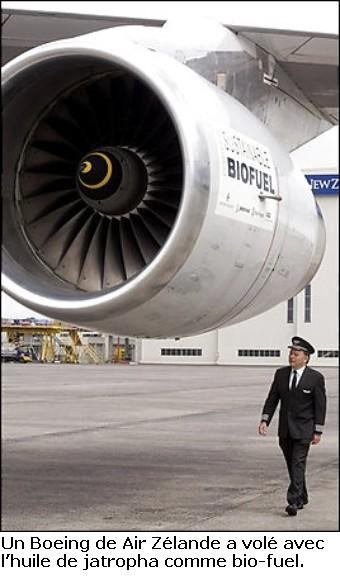 SUSTAINABLE
BIOFUEL
NEW Z
Un Boeing de Air Zélande a volé avec
l'huile de jatropha comme bio-fuel.